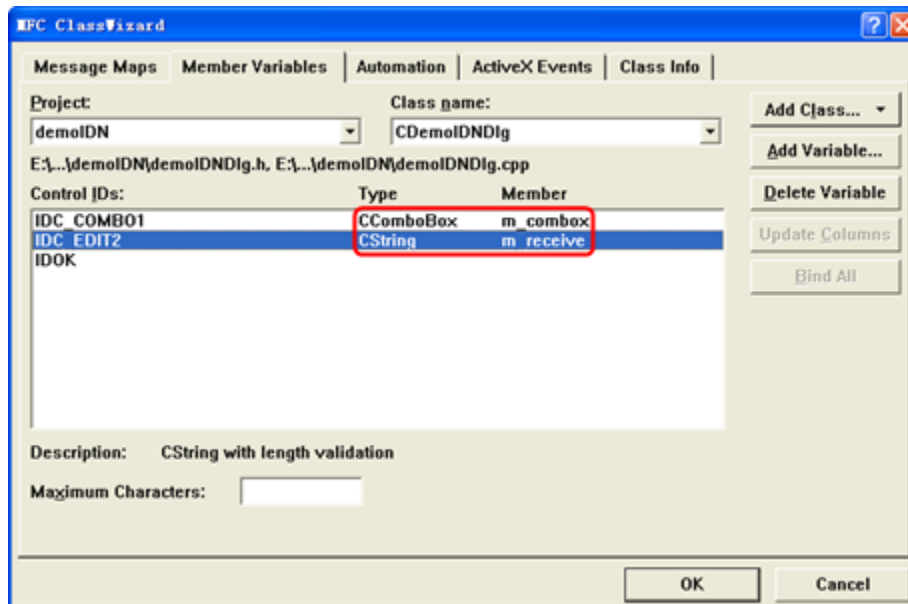 MFC ClassWizard
Message Maps Member Variables Automation ActiveX Events Class Info
Project: Class name:
demoIDN CDemoIDNDlg
Add Class...
E:\...\demoIDN\demoIDNDlg.h, E:\...\demoIDN\demoIDNDlg.cpp
Add Variable...
Control IDs: Type Member
Delete Variable
IDC_COMBO1 CComboBox m_combox
IDC_EDIT2 CString m_receive
Update Columns
IDOK
Bind All
Description: CString with length validation
Maximum Characters:
OK Cancel